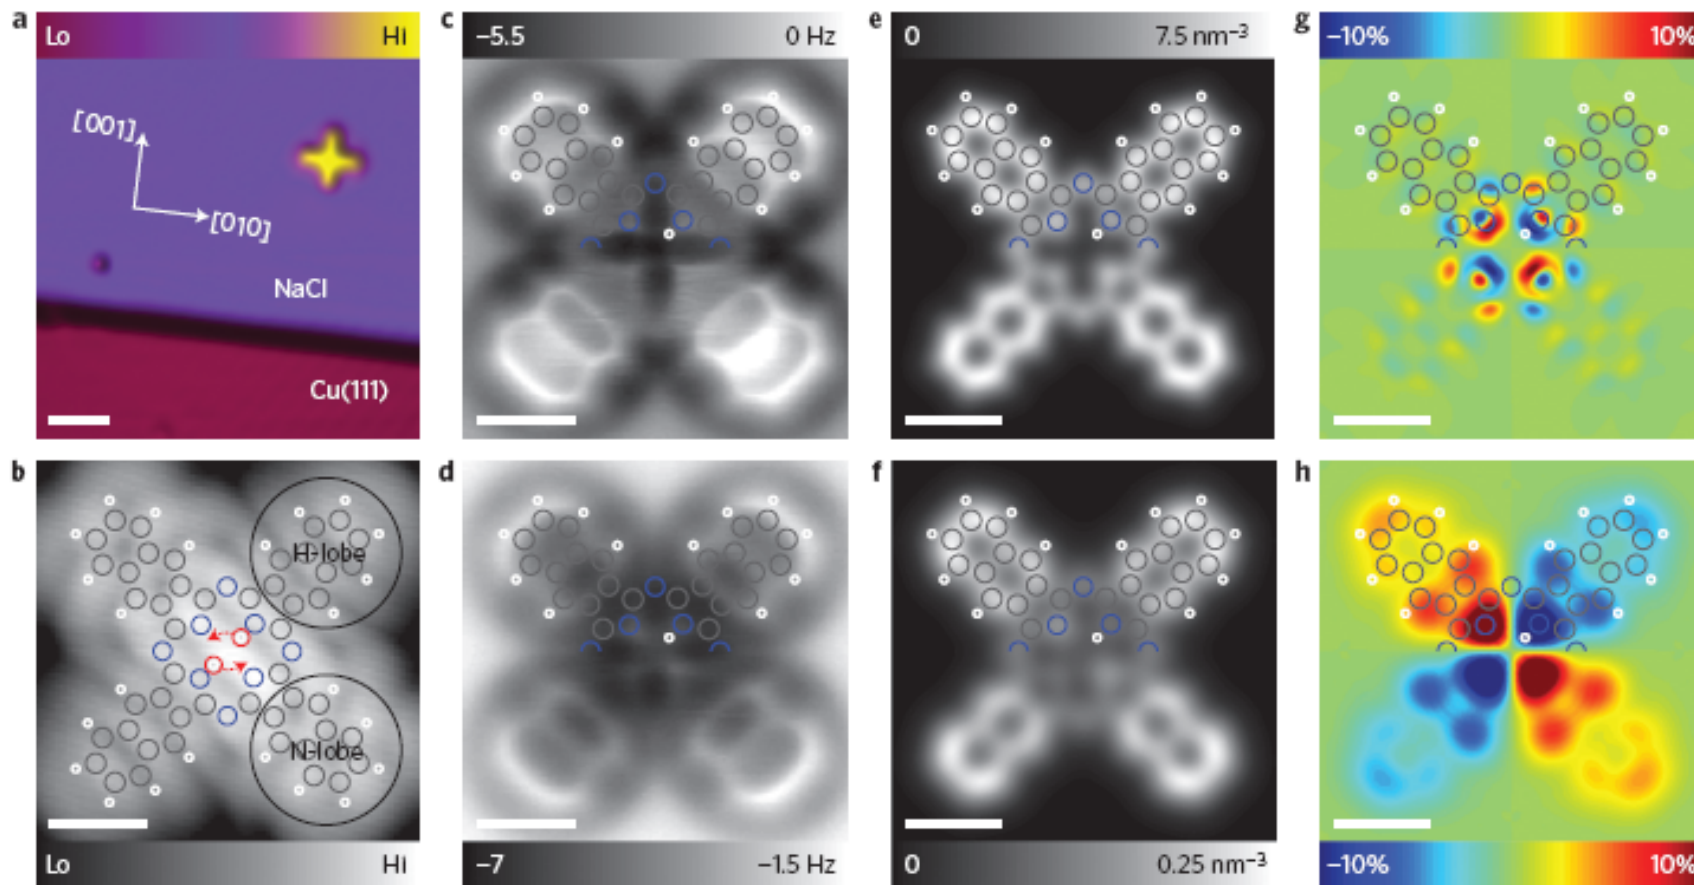 a
Lo
Hi
[001]
[010]
NaCl
Cu(111)
c
−5.5
0 Hz
e
0
7.5 nm⁻³
g
−10%
10%
b
H-lobe
N-lobe
Lo
Hi
d
−7
−1.5 Hz
f
0
0.25 nm⁻³
h
−10%
10%